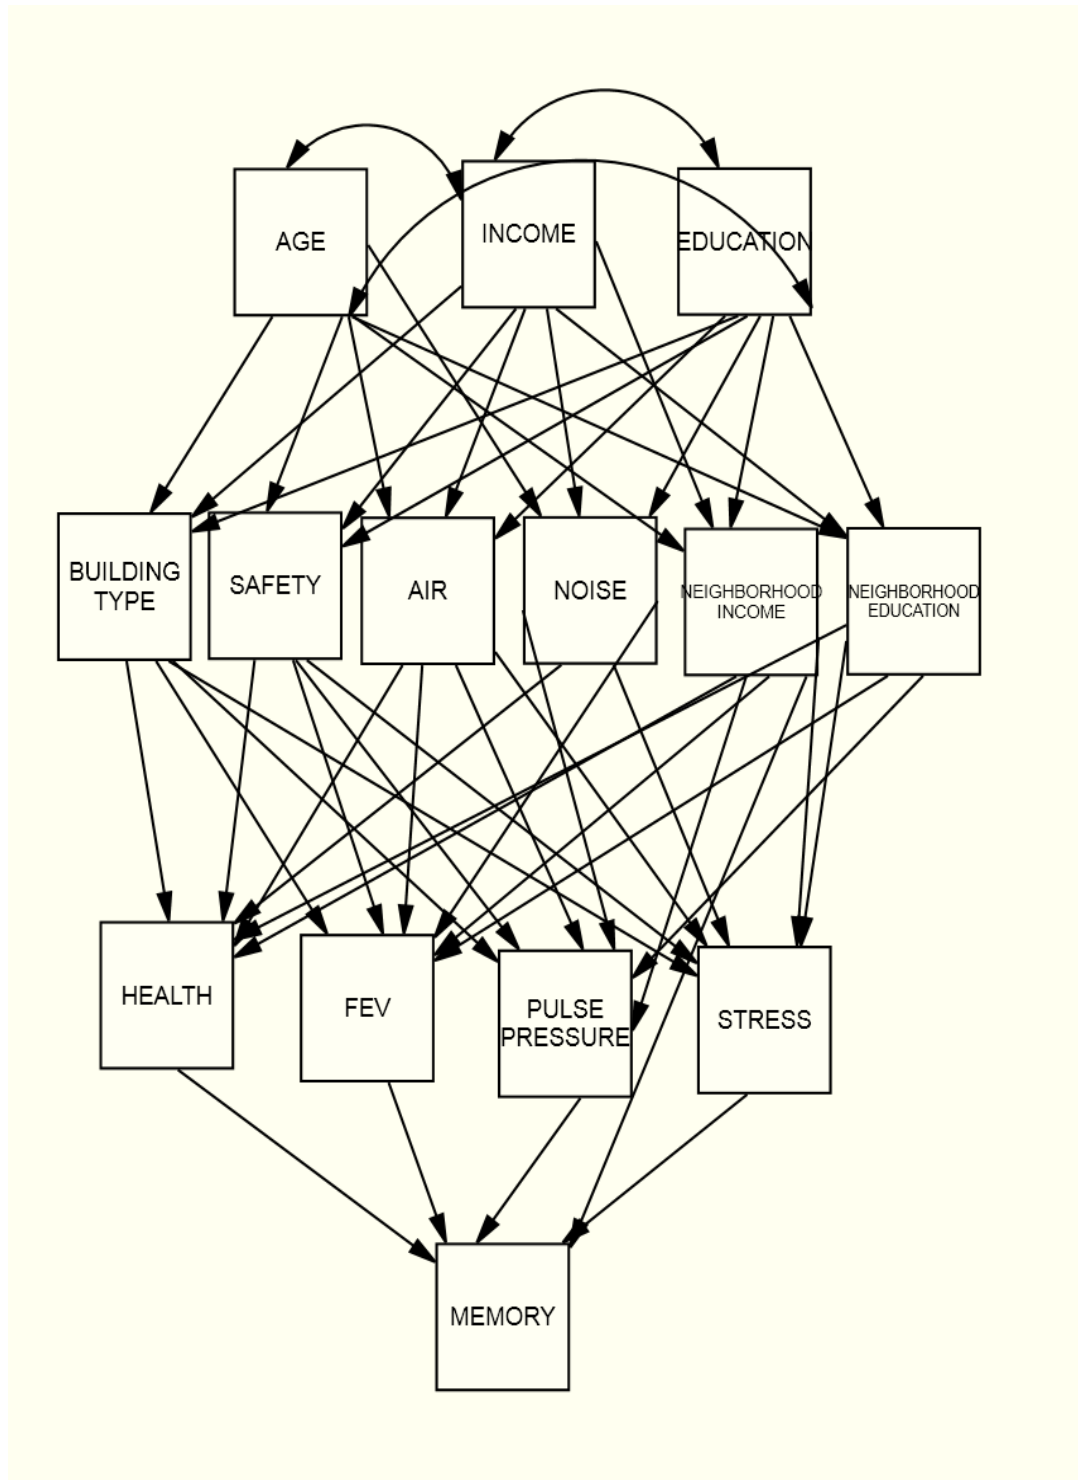 AGE
INCOME
EDUCATION
BUILDING
TYPE
SAFETY
AIR
NOISE
NEIGHBORHOOD
INCOME
NEIGHBORHOOD
EDUCATION
HEALTH
FEV
PULSE
PRESSURE
STRESS
MEMORY